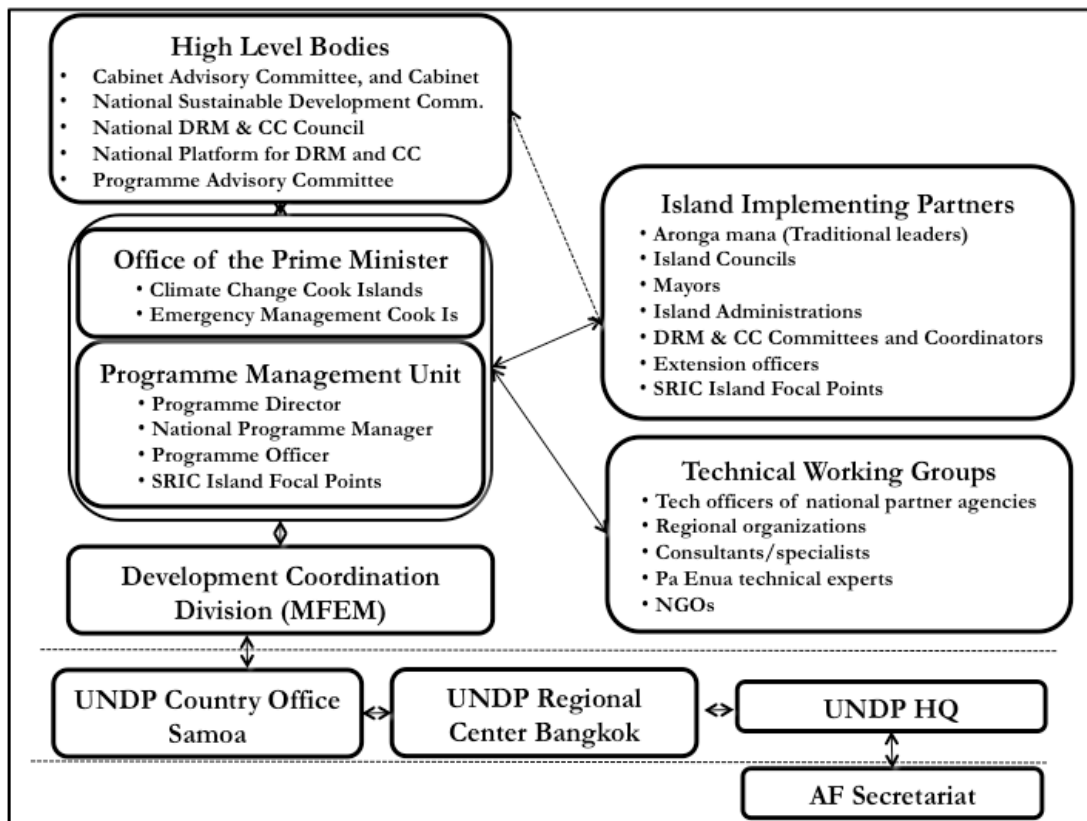 High Level Bodies
• Cabinet Advisory Committee, and Cabinet
• National Sustainable Development Comm.
• National DRM & CC Council
• National Platform for DRM and CC
• Programme Advisory Committee
Office of the Prime Minister
• Climate Change Cook Islands
• Emergency Management Cook Is
Programme Management Unit
• Programme Director
• National Programme Manager
• Programme Officer
• SRIC Island Focal Points
Development Coordination
Division (MFEM)
Island Implementing Partners
• Aronga mana (Traditional leaders)
• Island Councils
• Mayors
• Island Administrations
• DRM & CC Committees and Coordinators
• Extension officers
• SRIC Island Focal Points
Technical Working Groups
• Tech officers of national partner agencies
• Regional organizations
• Consultants/specialists
• Pa Enua technical experts
• NGOs
UNDP Country Office
Samoa
UNDP Regional
Center Bangkok
UNDP HQ
AF Secretariat